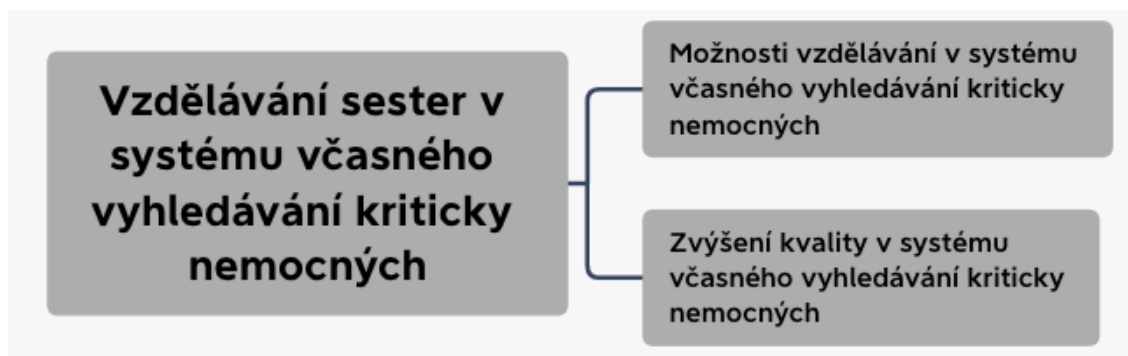 Vzdělávání sester v
systému včasného
vyhledávání kriticky
nemocných
Možnosti vzdělávání v systému
včasného vyhledávání kriticky
nemocných
Zvýšení kvality v systému
včasného vyhledávání kriticky
nemocných